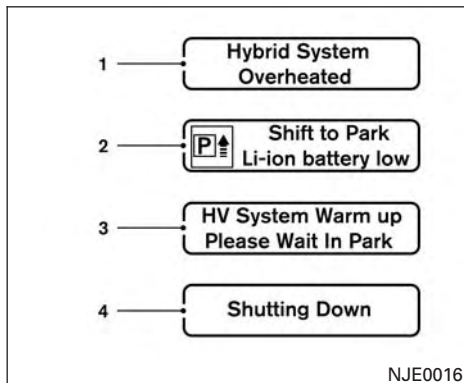 1
Hybrid System
Overheated
2
P
Shift to Park
Li-ion battery low
3
HV System Warm up
Please Wait In Park
4
Shutting Down
NJE0016